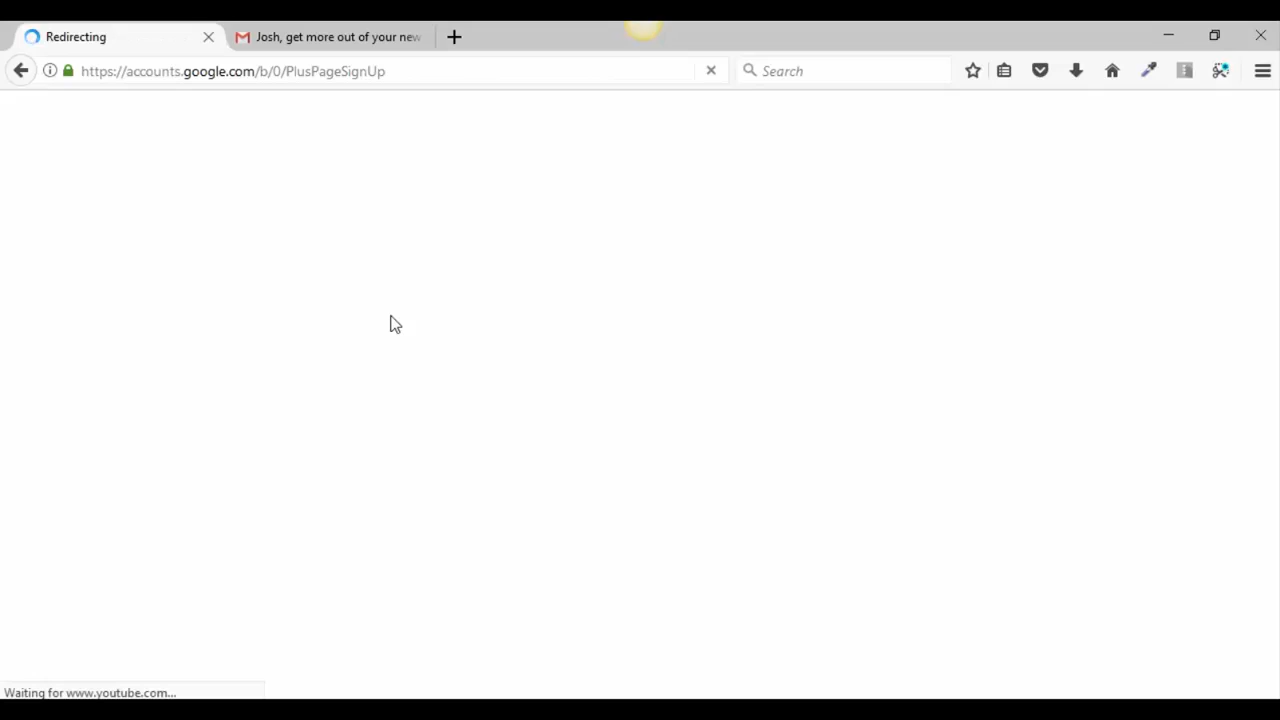 Redirecting
Josh, get more out of your new
https://accounts.google.com/b/0/PlusPageSignUp
Search
Waiting for www.youtube.com...